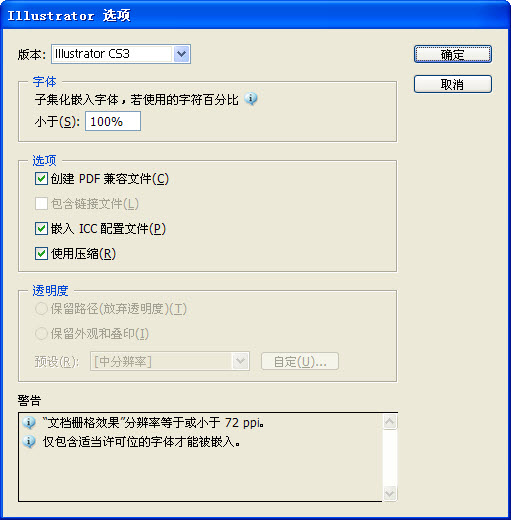 Illustrator 选项
版本: Illustrator CS3
确定
取消
字体
子集化嵌入字体，若使用的字符百分比
小于(S): 100%
选项
创建 PDF 兼容文件(C)
包含链接文件(L)
嵌入 ICC 配置文件(P)
使用压缩(R)
透明度
保留路径(放弃透明度)(T)
保留外观和叠印(I)
预设(R): [中分辨率] 自定(U)...
警告
“文档栅格效果”分辨率等于或小于 72 ppi。
仅包含适当许可位的字体才能被嵌入。